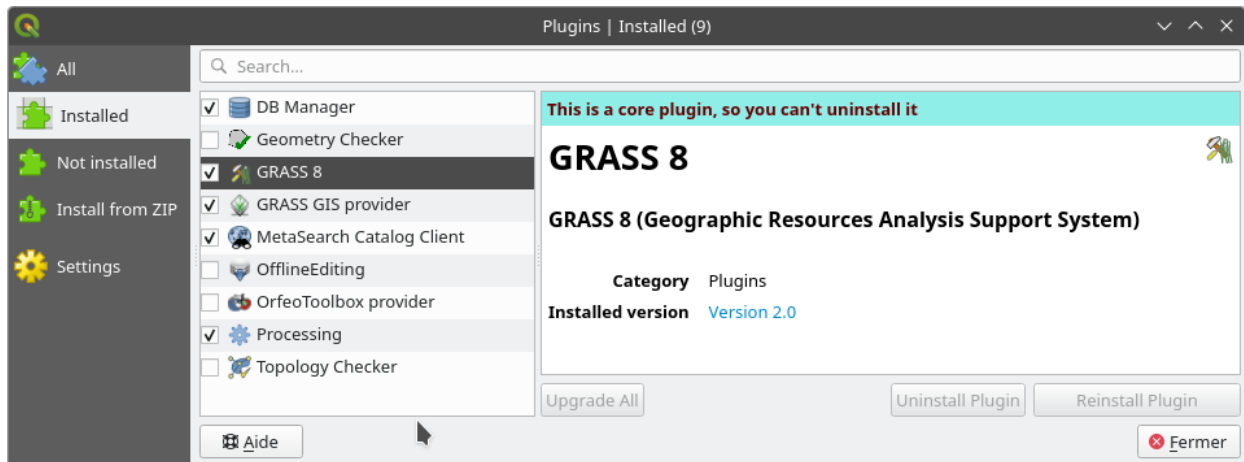 Plugins | Installed (9)
All
Installed
Not installed
Install from ZIP
Settings
Search...
DB Manager
Geometry Checker
GRASS 8
GRASS GIS provider
MetaSearch Catalog Client
OfflineEditing
OrfeoToolbox provider
Processing
Topology Checker
This is a core plugin, so you can't uninstall it
GRASS 8
GRASS 8 (Geographic Resources Analysis Support System)
Category Plugins
Installed version Version 2.0
Upgrade All
Uninstall Plugin
Reinstall Plugin
Aide
Fermer